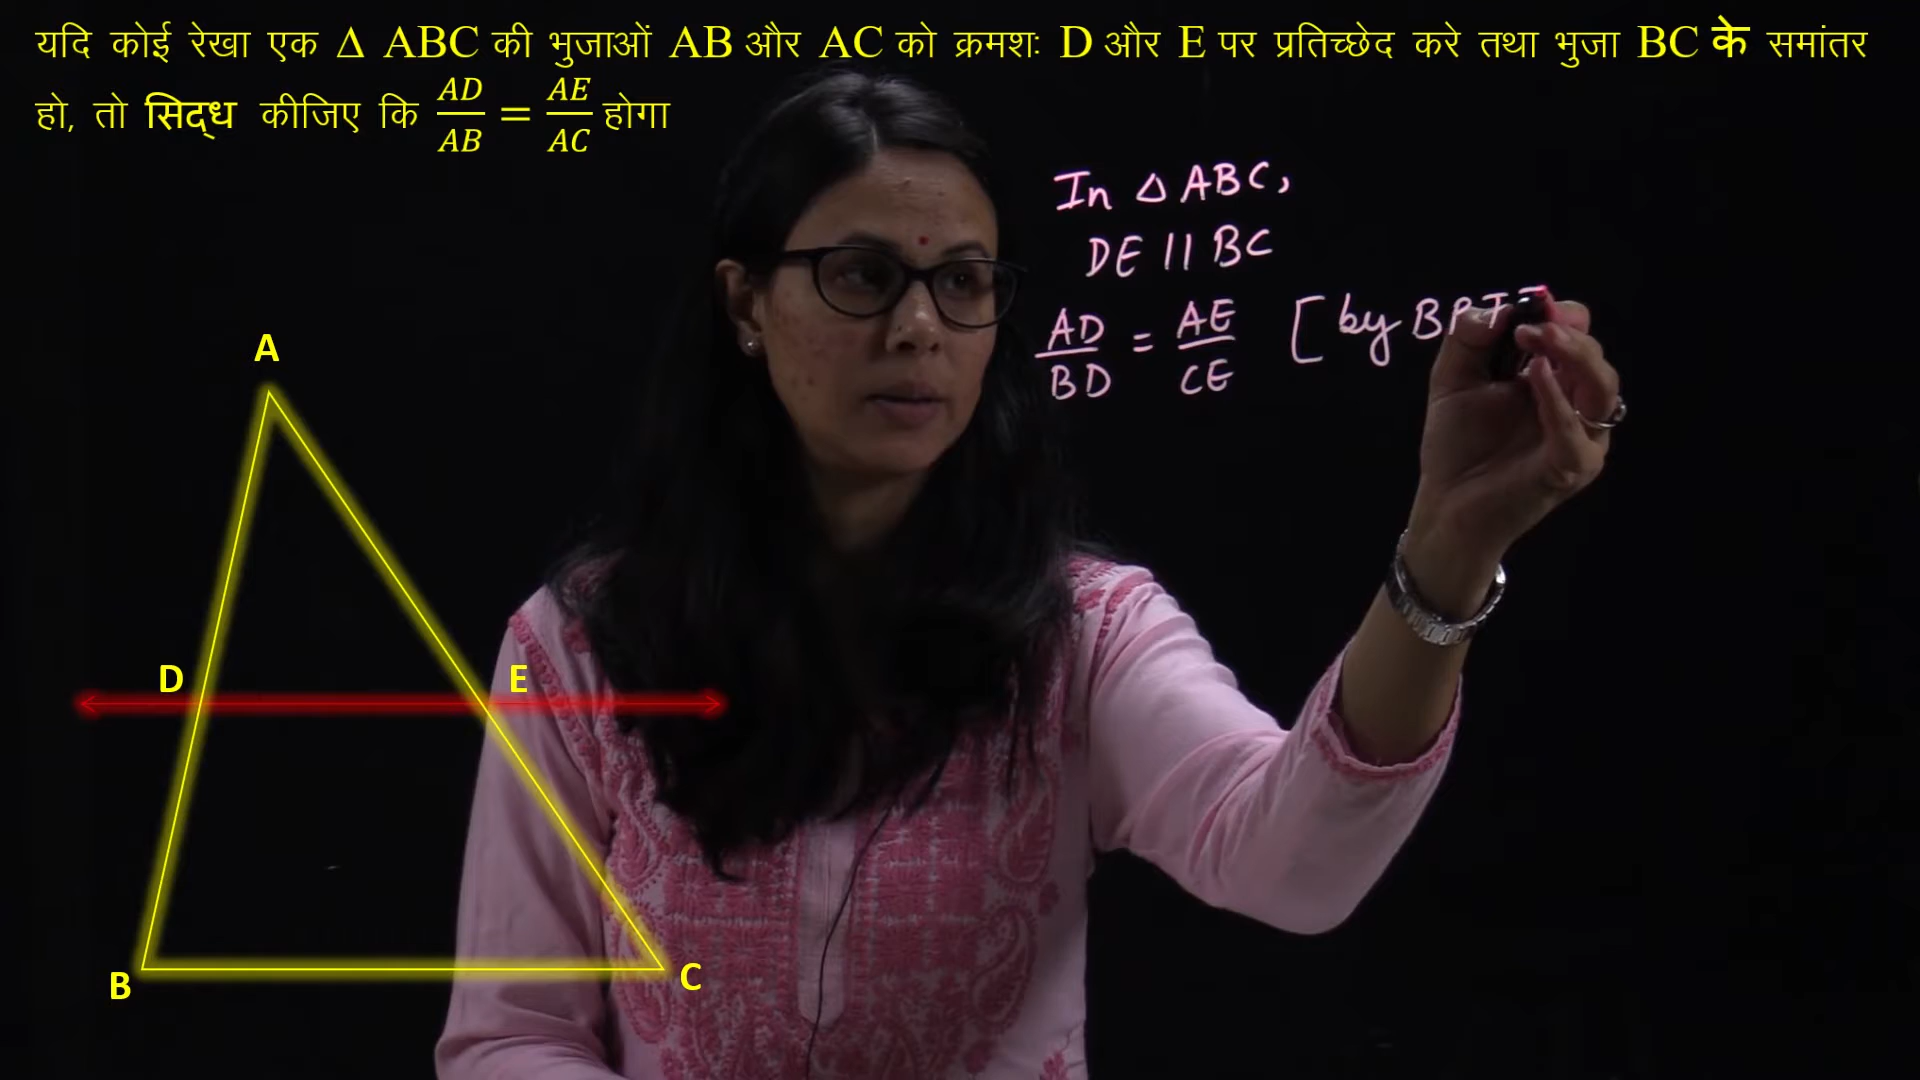 यदि कोई रेखा एक Δ ABC की भुजाओं AB और AC को क्रमशः D और E पर प्रतिच्छेद करे तथा भुजा BC के समांतर
हो, तो सिद्ध कीजिए कि AD/AB = AE/AC होगा
In △ ABC,
DE || BC
AD/BD = AE/CE [by BPT
A
D
E
B
C